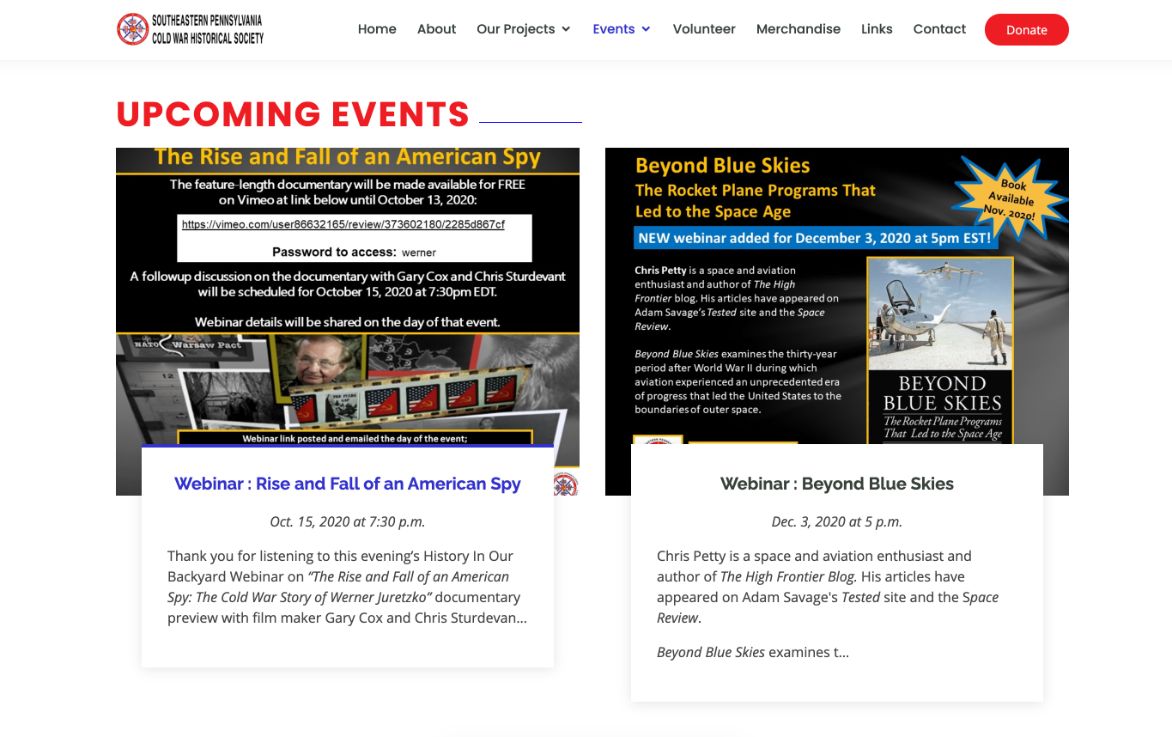 SOUTHEASTERN PENNSYLVANIA
COLD WAR HISTORICAL SOCIETY
Home
About
Our Projects
Events
Volunteer
Merchandise
Links
Contact
Donate
UPCOMING EVENTS
The Rise and Fall of an American Spy
The feature-length documentary will be made available for FREE
on Vimeo at link below until October 13, 2020:
https://vimeo.com/user86632165/review/373602180/2285d867cf
Password to access: werner
A followup discussion on the documentary with Gary Cox and Chris Sturdevant
will be scheduled for October 15, 2020 at 7:30pm EDT.
Webinar details will be shared on the day of that event.
NATO Warsaw Pact
Webinar link posted and emailed the day of the event;
Webinar : Rise and Fall of an American Spy
Oct. 15, 2020 at 7:30 p.m.
Thank you for listening to this evening’s History In Our
Backyard Webinar on “The Rise and Fall of an American
Spy: The Cold War Story of Werner Juretzko” documentary
preview with film maker Gary Cox and Chris Sturdevan...
Beyond Blue Skies
The Rocket Plane Programs That
Led to the Space Age
Book
Available
Nov. 2020!
NEW webinar added for December 3, 2020 at 5pm EST!
Chris Petty is a space and aviation
enthusiast and author of The High
Frontier blog. His articles have appeared on
Adam Savage’s Tested site and the Space
Review.
Beyond Blue Skies examines the thirty-year
period after World War II during which
aviation experienced an unprecedented era
of progress that led the United States to the
boundaries of outer space.
BEYOND
BLUE SKIES
The Rocket Plane Programs
That Led to the Space Age
Webinar : Beyond Blue Skies
Dec. 3, 2020 at 5 p.m.
Chris Petty is a space and aviation enthusiast and
author of The High Frontier Blog. His articles have
appeared on Adam Savage's Tested site and the Space
Review.
Beyond Blue Skies examines t...